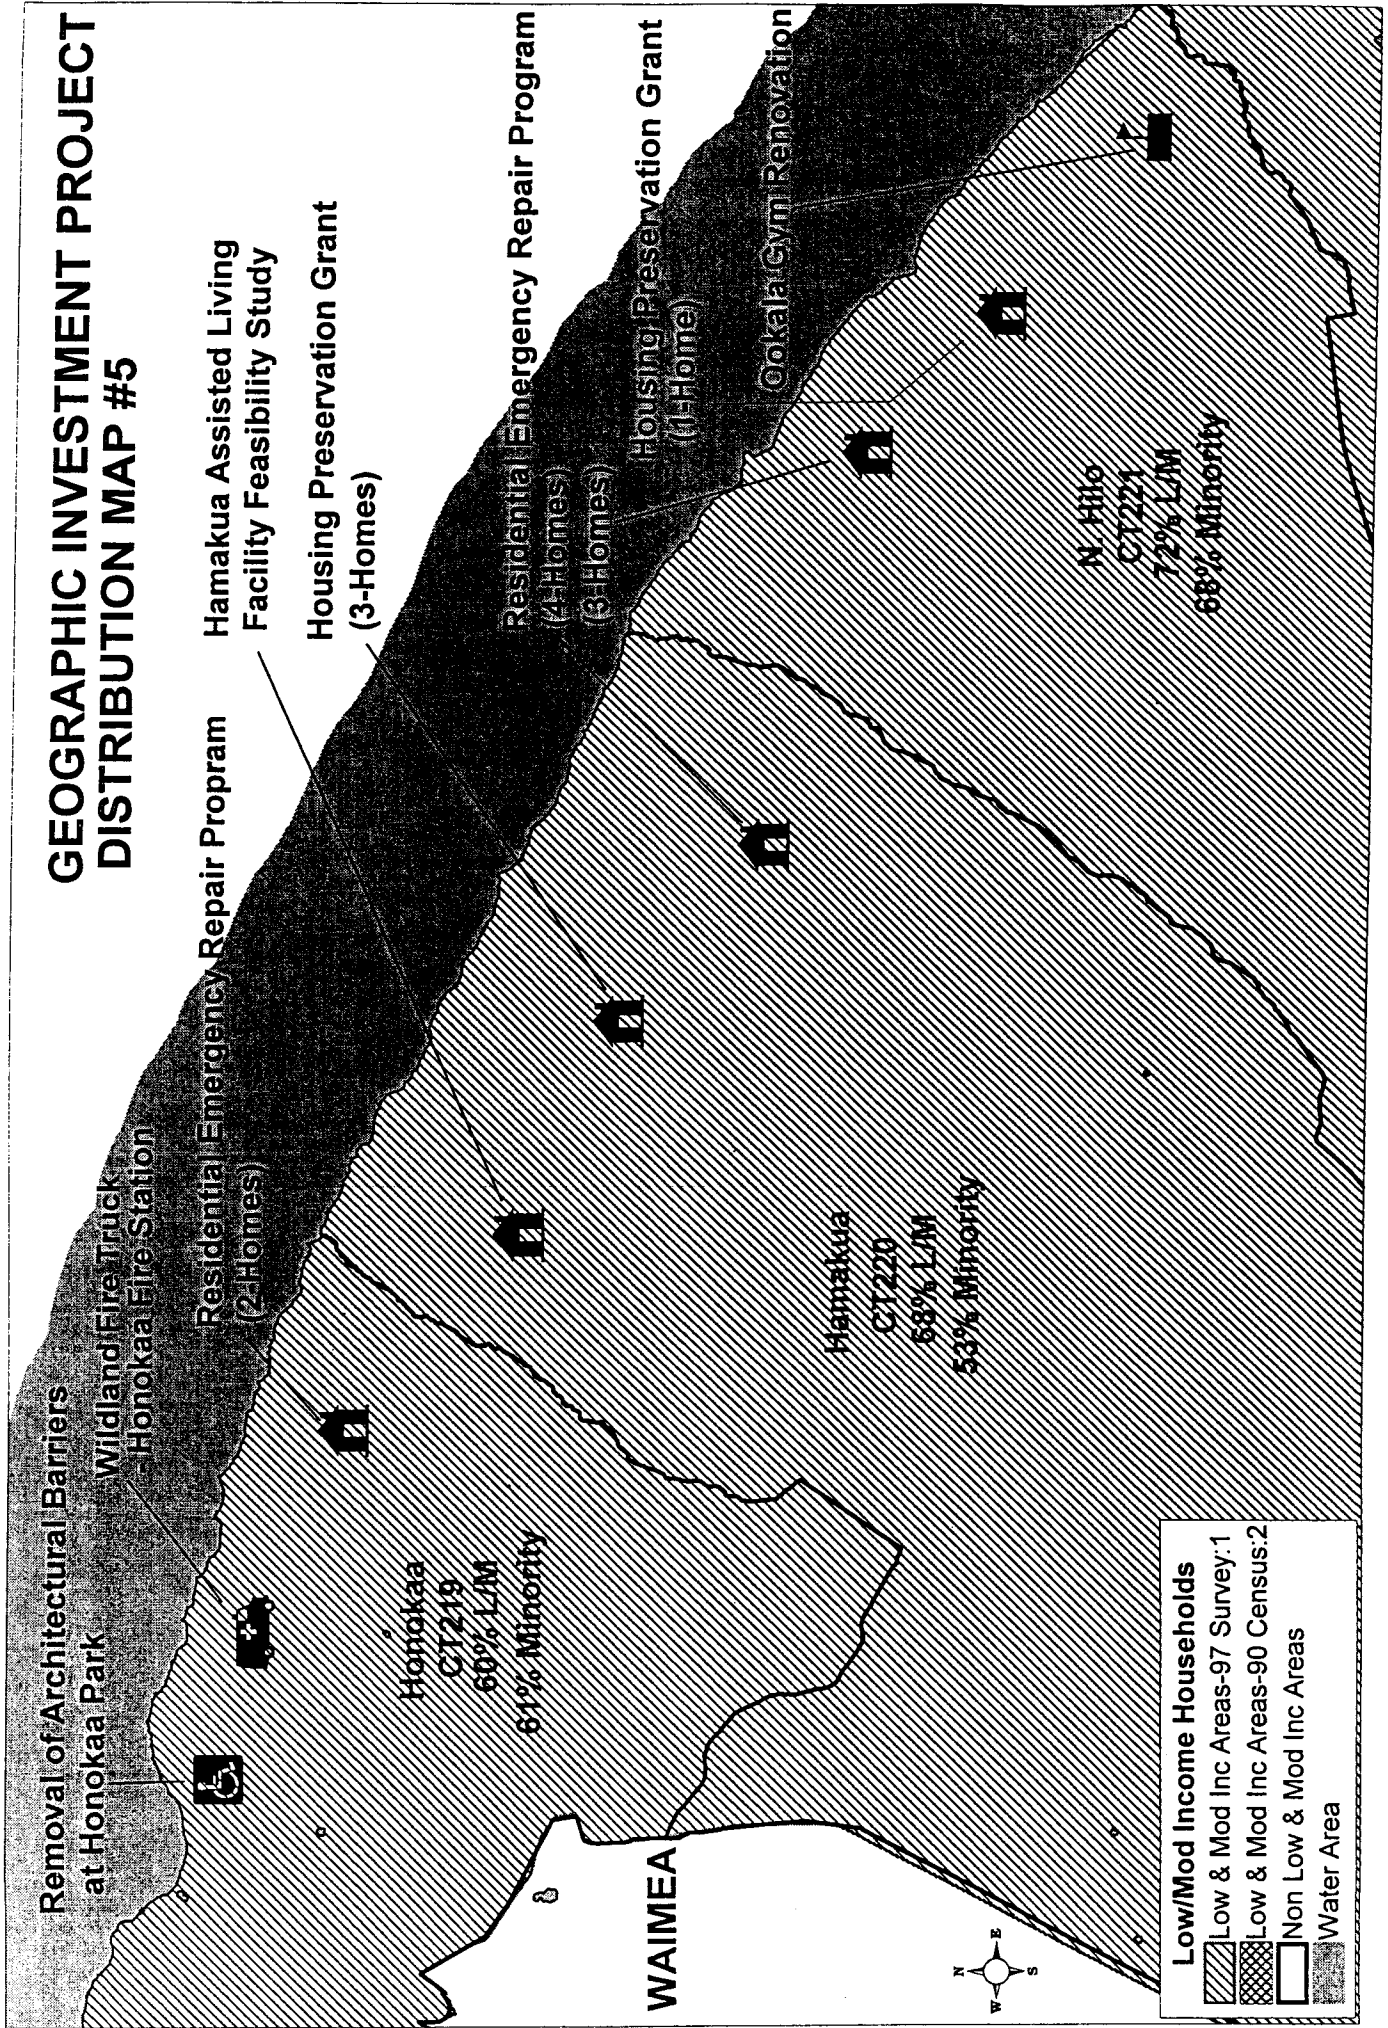 GEOGRAPHIC INVESTMENT PROJECT
DISTRIBUTION MAP #5
Removal of Architectural Barriers
at Honokaa Park
Wildland Fire Truck
- Honokaa Fire Station
Residential Emergency Repair Propram
(2-Homes)
Hamakua Assisted Living
Facility Feasibility Study
Housing Preservation Grant
(3-Homes)
Residential Emergency Repair Program
(4-Homes)
(3-Homes)
Housing Preservation Grant
(1-Home)
Ookala Gym Renovation
Honokaa
CT219
60% L/M
61% Minority
Hamakua
CT220
68% L/M
53% Minority
N. Hilo
CT221
72% L/M
68% Minority
WAIMEA
N
W
E
S
Low/Mod Income Households
Low & Mod Inc Areas-97 Survey:1
Low & Mod Inc Areas-90 Census:2
Non Low & Mod Inc Areas
Water Area